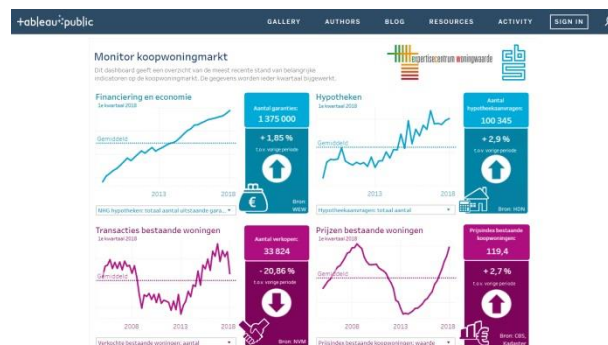 +ableau:public
GALLERY AUTHORS BLOG RESOURCES ACTIVITY SIGN IN
Monitor koopwoningmarkt
Dit dashboard geeft een overzicht van de meest recente stand van belangrijke
indicatoren op de koopwoningmarkt. De gegevens worden ieder kwartaal bijgewerkt.
expertisecentrum woningwaarde
cbs
Financiering en economie
1e kwartaal 2018
Gemiddeld
2013 2018
NHG hypotheken: totaal aantal uitstaande gara...
Aantal garanties:
1 375 000
+ 1,85 %
t.o.v. vorige periode
€
Bron:
WEW
Hypotheken
1e kwartaal 2018
Gemiddeld
2013 2018
Hypotheekaanvragen: totaal aantal
Aantal
hypotheekaanvragen:
100 345
+ 2,9 %
t.o.v. vorige periode
Bron: HDN
Transacties bestaande woningen
1e kwartaal 2018
Gemiddeld
2008 2013 2018
Verkochte bestaande woningen: aantal
Aantal verkopen:
33 824
- 20,86 %
t.o.v. vorige periode
Bron: NVM
Prijzen bestaande woningen
1e kwartaal 2018
Gemiddeld
2008 2013 2018
Prijsindex bestaande koopwoningen: waarde
Prijsindex bestaande
koopwoningen:
119,4
+ 2,7 %
t.o.v. vorige periode
Bron: CBS,
Kadaster